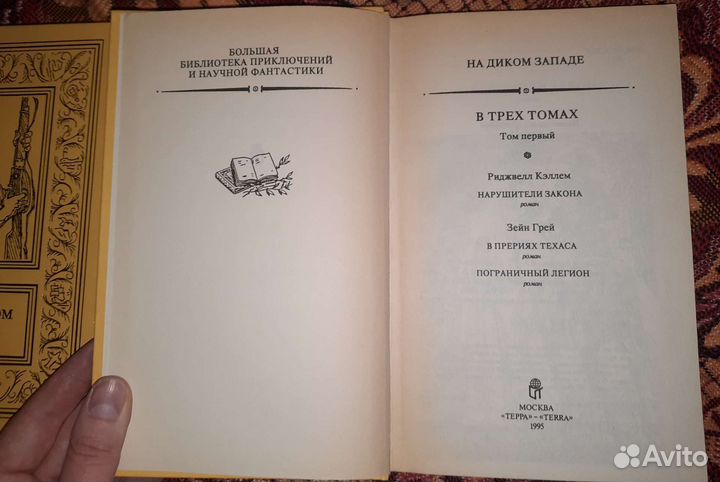 ОМ
БОЛЬШАЯ
БИБЛИОТЕКА ПРИКЛЮЧЕНИЙ
И НАУЧНОЙ ФАНТАСТИКИ
НА ДИКОМ ЗАПАДЕ
В ТРЕХ ТОМАХ
Том первый
Риджвелл Кэллем
НАРУШИТЕЛИ ЗАКОНА
роман
Зейн Грей
В ПРЕРИЯХ ТЕХАСА
роман
ПОГРАНИЧНЫЙ ЛЕГИОН
роман
МОСКВА
«ТЕРРА» – «TERRA»
1995
Avito